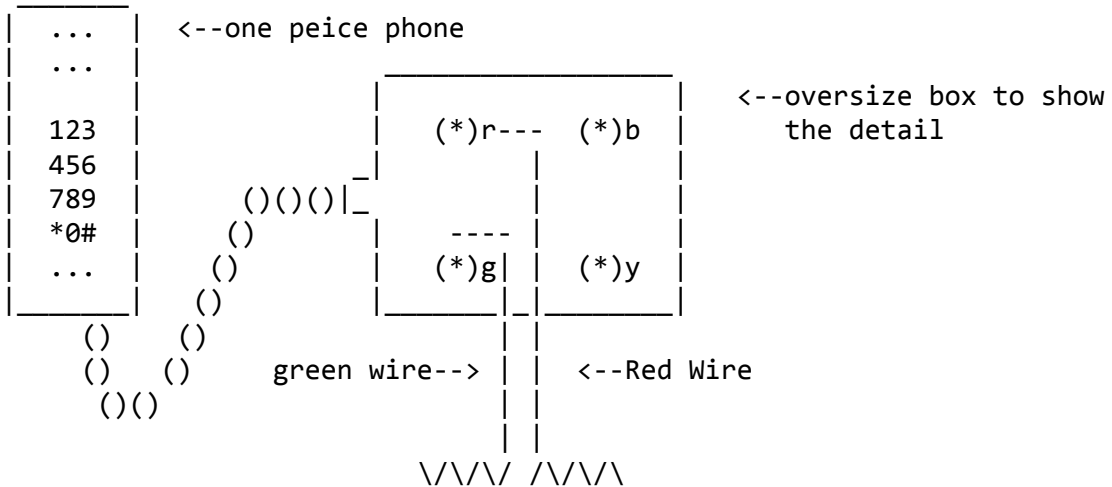 ... <--one peice phone
...
<--oversize box to show
123 (*)r--- (*)b the detail
456
789
*0#
... (*)g (*)y
green wire--> <--Red Wire